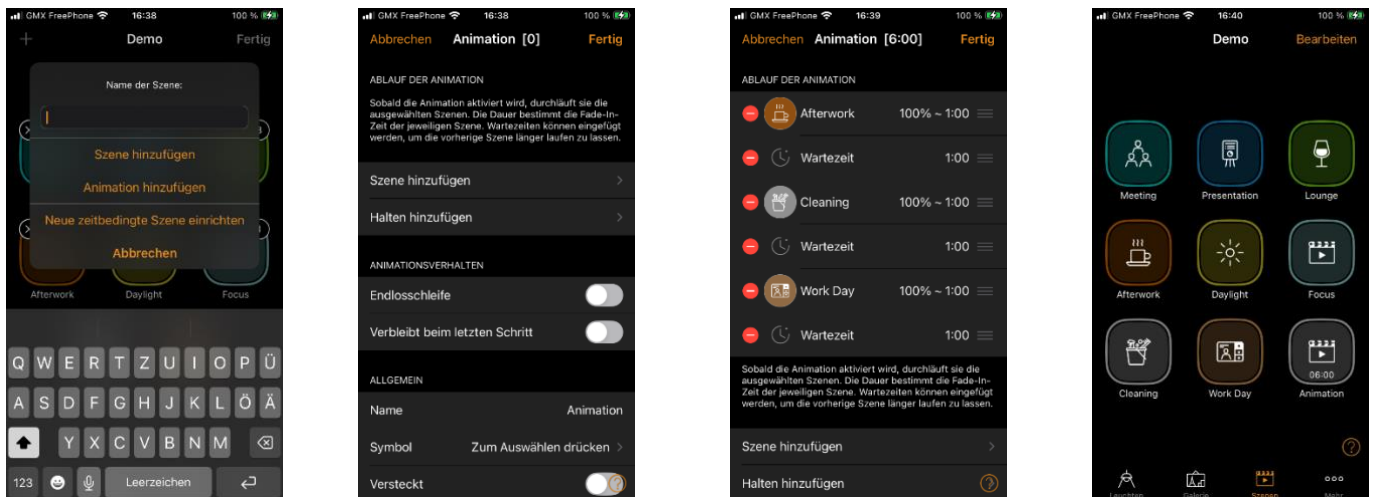 GMX FreePhone 16:38 100 %
Demo Fertig
Name der Szene:
Szene hinzufügen
Animation hinzufügen
Neue zeitbedingte Szene einrichten
Abbrechen
Afterwork Daylight Focus
Q W E R T Z U I O P Ü
A S D F G H J K L Ö Ä
Y X C V B N M
123 Leerzeichen
GMX FreePhone 16:38 100 %
Abbrechen Animation [0] Fertig
ABLAUF DER ANIMATION
Sobald die Animation aktiviert wird, durchläuft sie die
ausgewählten Szenen. Die Dauer bestimmt die Fade-In-
Zeit der jeweiligen Szene. Wartezeiten können eingefügt
werden, um die vorherige Szene länger laufen zu lassen.
Szene hinzufügen
Halten hinzufügen
ANIMATIONSVERHALTEN
Endlosschleife
Verbleibt beim letzten Schritt
ALLGEMEIN
Name Animation
Symbol Zum Auswählen drücken
Versteckt
GMX FreePhone 16:39 100 %
Abbrechen Animation [6:00] Fertig
ABLAUF DER ANIMATION
Afterwork 100% ~ 1:00
Wartezeit 1:00
Cleaning 100% ~ 1:00
Wartezeit 1:00
Work Day 100% ~ 1:00
Wartezeit 1:00
Sobald die Animation aktiviert wird, durchläuft sie die
ausgewählten Szenen. Die Dauer bestimmt die Fade-In-
Zeit der jeweiligen Szene. Wartezeiten können eingefügt
werden, um die vorherige Szene länger laufen zu lassen.
Szene hinzufügen
Halten hinzufügen
GMX FreePhone 16:40 100 %
Demo Bearbeiten
Meeting Presentation Lounge
Afterwork Daylight Focus
06:00
Cleaning Work Day Animation
Leuchten Galerie Szenen Mehr